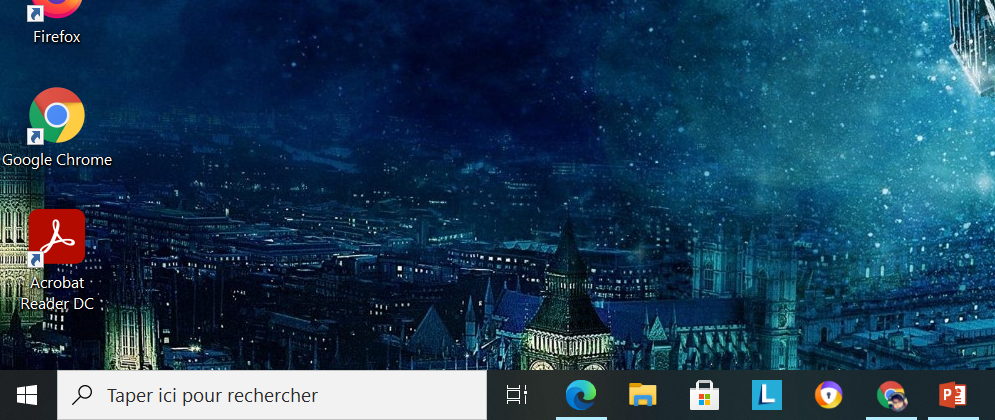 Firefox
Google Chrome
Acrobat
Reader DC
Taper ici pour rechercher
L
P